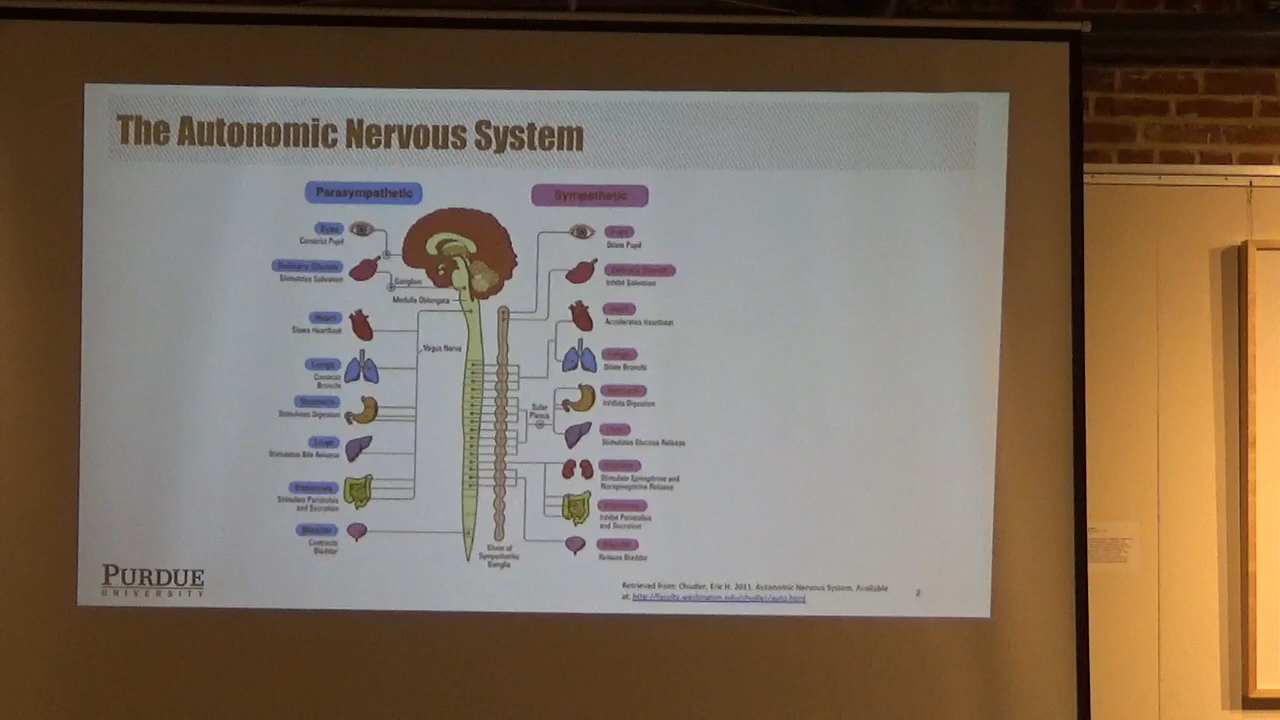 The Autonomic Nervous System
Parasympathetic
Sympathetic
Eyes
Constrict Pupil
Salivary Glands
Stimulates Salivation
Ganglion
Medulla Oblongata
Heart
Slows Heartbeat
Vagus Nerve
Lungs
Constrict
Bronchi
Stomach
Stimulates Digestion
Liver
Stimulates Bile Release
Intestines
Stimulate Peristalsis
and Secretion
Bladder
Contracts
Bladder
Solar
Plexus
Chain of
Sympathetic
Ganglia
Eyes
Dilate Pupil
Salivary Glands
Inhibit Salivation
Heart
Accelerates Heartbeat
Lungs
Dilate Bronchi
Stomach
Inhibits Digestion
Liver
Stimulates Glucose Release
Kidneys
Stimulate Epinephrine and
Norepinephrine Release
Intestines
Inhibit Peristalsis
and Secretion
Bladder
Relaxes Bladder
PURDUE
UNIVERSITY
Retrieved from: Chudler, Eric H. 2011. Autonomic Nervous System. Available
at: http://faculty.washington.edu/chudler/auto.html
2